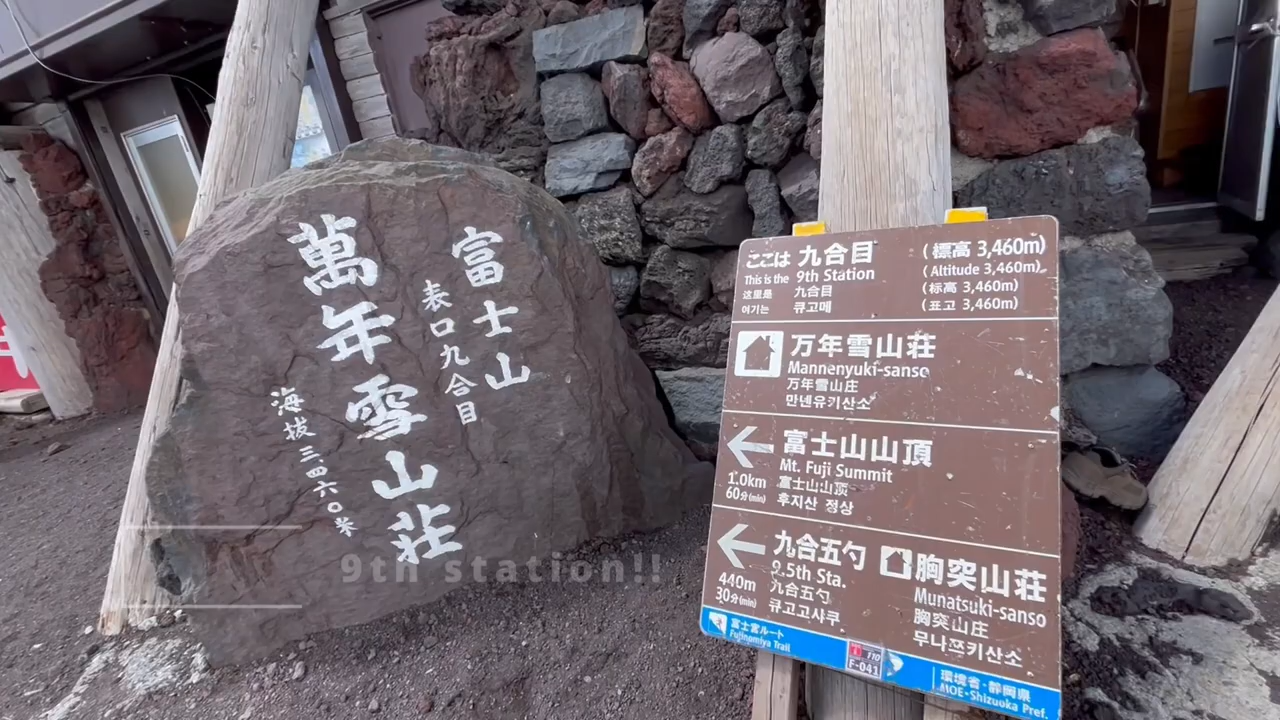 富士山
表口九合目
萬年雪山荘
海抜三四六〇米
ここは 九合目 (標高 3,460m)
This is the 9th Station (Altitude 3,460m)
这里是 九合目 (标高 3,460m)
여기는 큐고메 (표고 3,460m)
万年雪山荘
Mannenyuki-sanso
万年雪山庄
만넨유키산소
富士山山頂
Mt. Fuji Summit
富士山山顶
후지산 정상
1.0km
60分(min)
九合五勺
9.5th Sta.
九合五勺
큐고고샤쿠
440m
30分(min)
胸突山荘
Munatsuki-sanso
胸突山庄
무나쯔키산소
富士宮ルート
Fujinomiya Trail
110
F-041
環境省・静岡県
MOE・Shizuoka Pref.
9th station!!